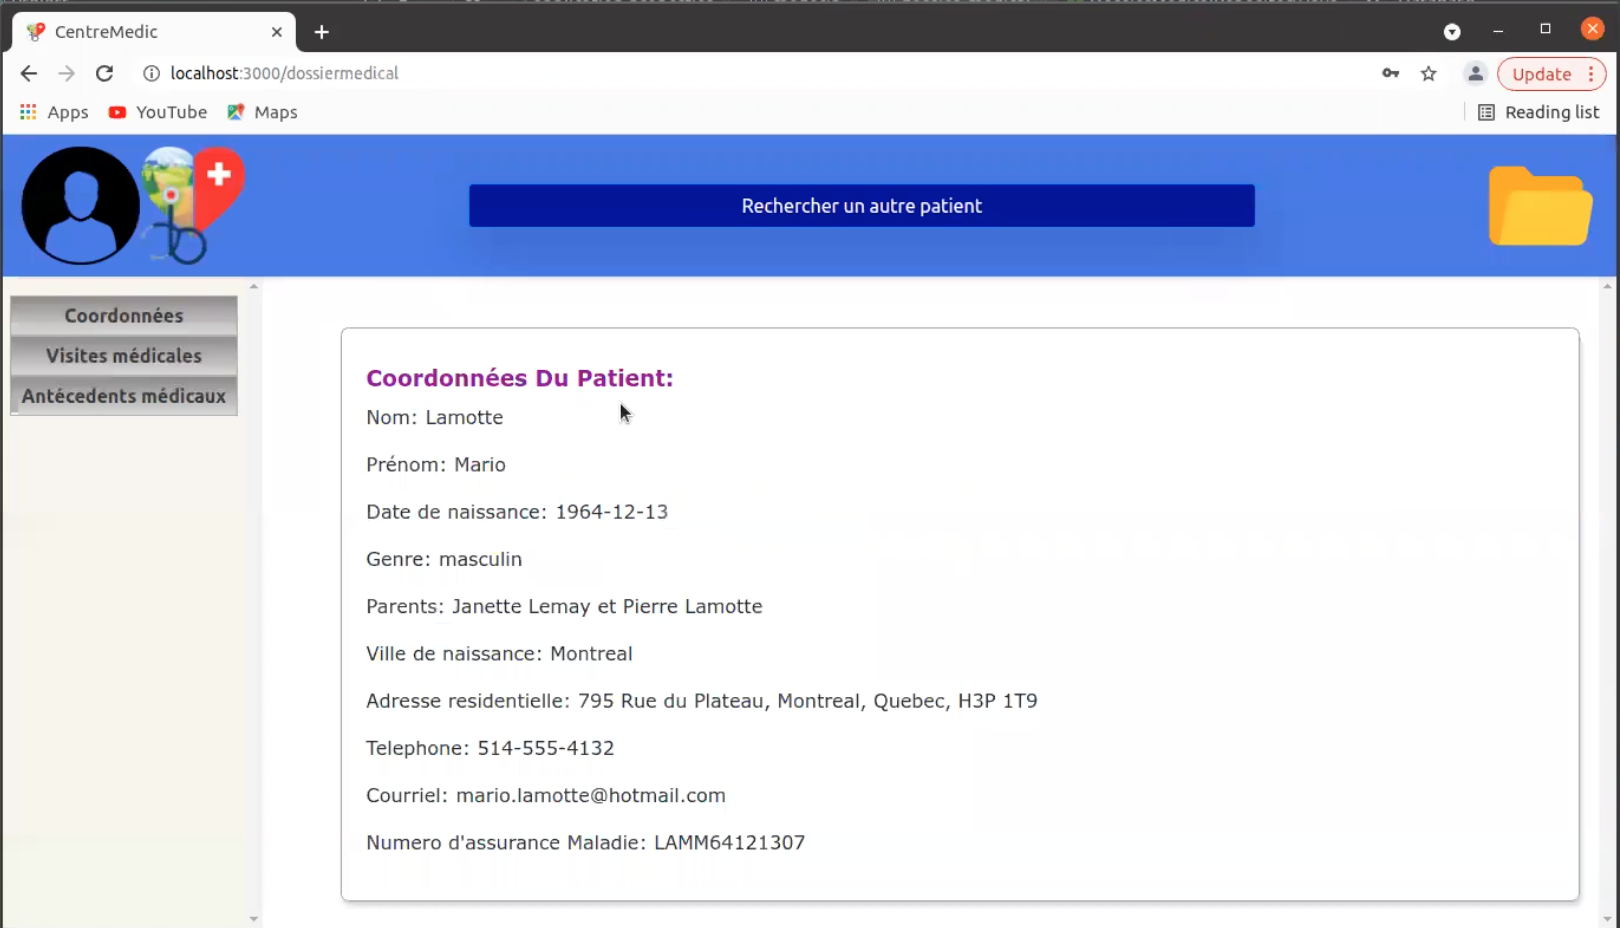 CentreMedic
localhost:3000/dossiermedical
Update
Apps YouTube Maps Reading list
Rechercher un autre patient
Coordonnées
Visites médicales
Antécedents médicaux
Coordonnées Du Patient:
Nom: Lamotte
Prénom: Mario
Date de naissance: 1964-12-13
Genre: masculin
Parents: Janette Lemay et Pierre Lamotte
Ville de naissance: Montreal
Adresse residentielle: 795 Rue du Plateau, Montreal, Quebec, H3P 1T9
Telephone: 514-555-4132
Courriel: mario.lamotte@hotmail.com
Numero d'assurance Maladie: LAMM64121307